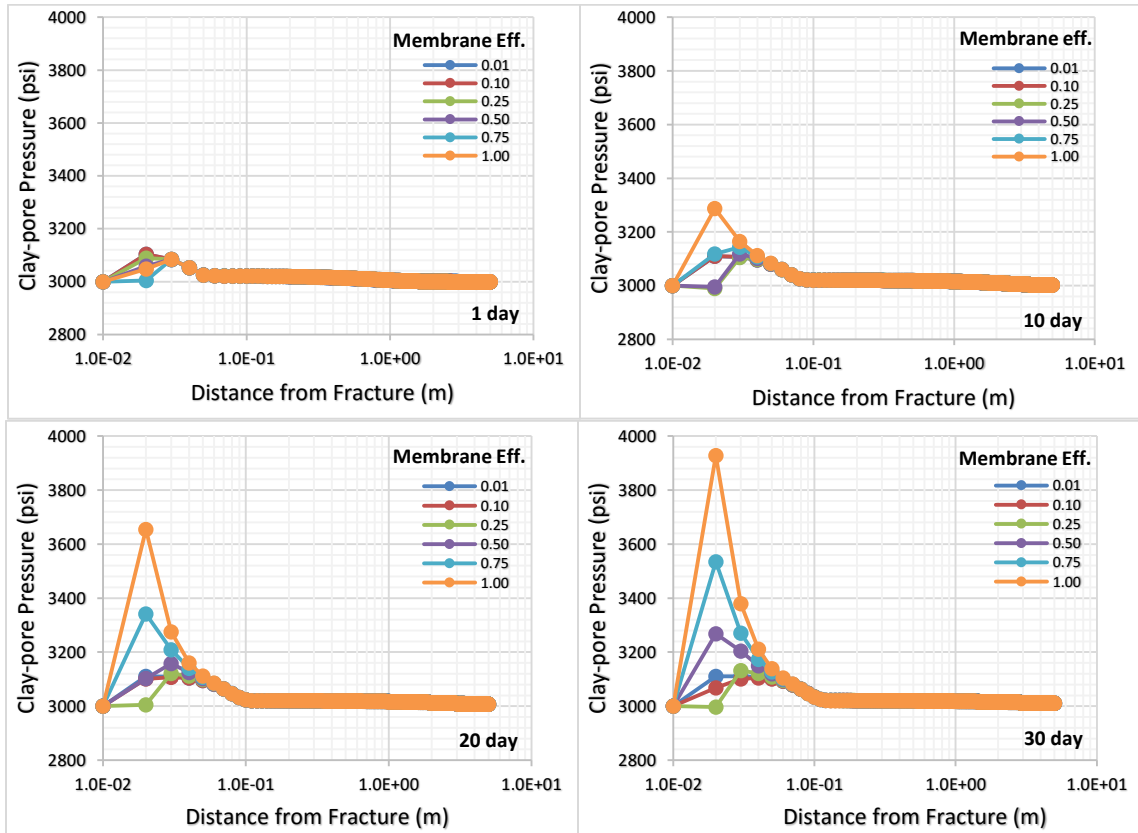 4000
3800
3600
3400
3200
3000
2800
Clay-pore Pressure (psi)
Membrane Eff.
0.01
0.10
0.25
0.50
0.75
1.00
1 day
1.0E-02
1.0E-01
1.0E+00
1.0E+01
Distance from Fracture (m)
4000
3800
3600
3400
3200
3000
2800
Clay-pore Pressure (psi)
Membrane eff.
0.01
0.10
0.25
0.50
0.75
1.00
10 day
1.0E-02
1.0E-01
1.0E+00
1.0E+01
Distance from Fracture (m)
4000
3800
3600
3400
3200
3000
2800
Clay-pore Pressure (psi)
Membrane Eff.
0.01
0.10
0.25
0.50
0.75
1.00
20 day
1.0E-02
1.0E-01
1.0E+00
1.0E+01
Distance from Fracture (m)
4000
3800
3600
3400
3200
3000
2800
Clay-pore Pressure (psi)
Membrane Eff.
0.01
0.10
0.25
0.50
0.75
1.00
30 day
1.0E-02
1.0E-01
1.0E+00
1.0E+01
Distance from Fracture (m)